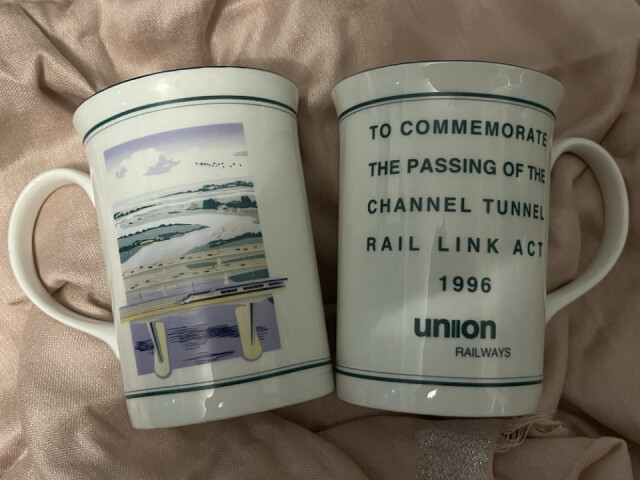 TO COMMEMORATE
THE PASSING OF THE
CHANNEL TUNNEL
RAIL LINK ACT
1996
union
RAILWAYS